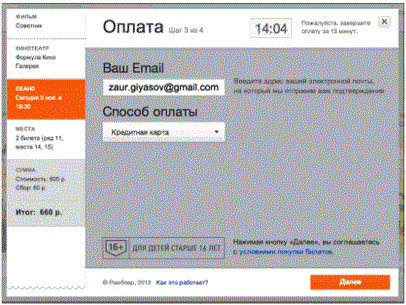 ФИЛЬМ
Советник
КИНОТЕАТР
Формула Кино
Галерея
СЕАНС
Сегодня 5 ноя. в
18:30
МЕСТА
2 билета (ряд 11,
места 14, 15)
СУММА
Стоимость: 600 р.
Сбор: 60 р.
Итог: 660 р.
Оплата Шаг 3 из 4
14:04
Пожалуйста, завершите
оплату за 15 минут.
Ваш Email
zaur.giyasov@gmail.com
Введите адрес вашей электронной почты,
на который мы отправим вам подтверждение
Способ оплаты
Кредитная карта
16+ ДЛЯ ДЕТЕЙ СТАРШЕ 16 ЛЕТ
Нажимая кнопку «Далее», вы соглашаетесь
с условиями покупки билетов.
© Рамблер, 2013 Как это работает?
Далее